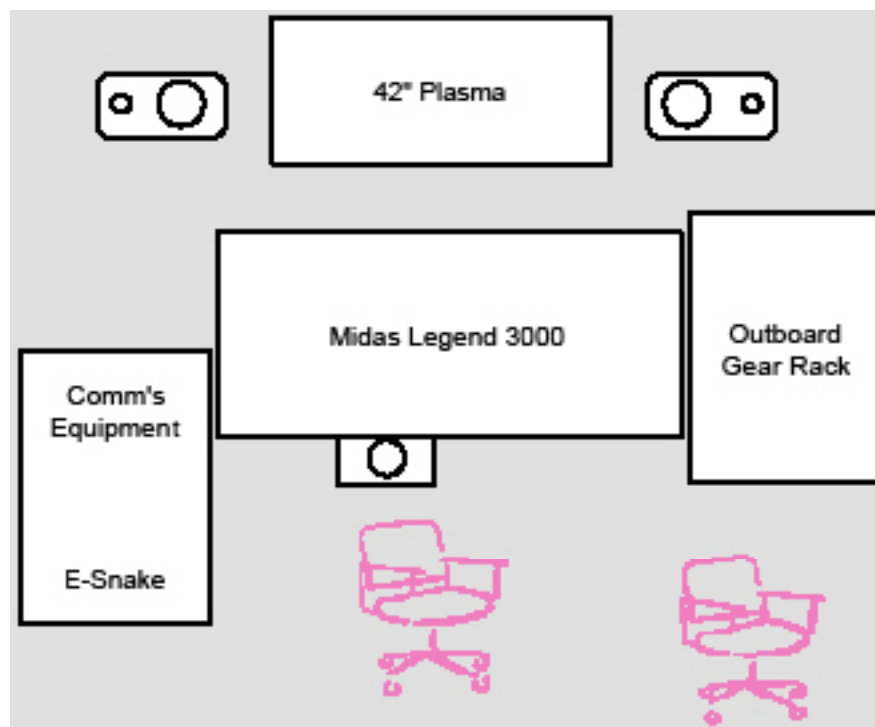 42" Plasma
Midas Legend 3000
Outboard
Gear Rack
Comm's
Equipment
E-Snake